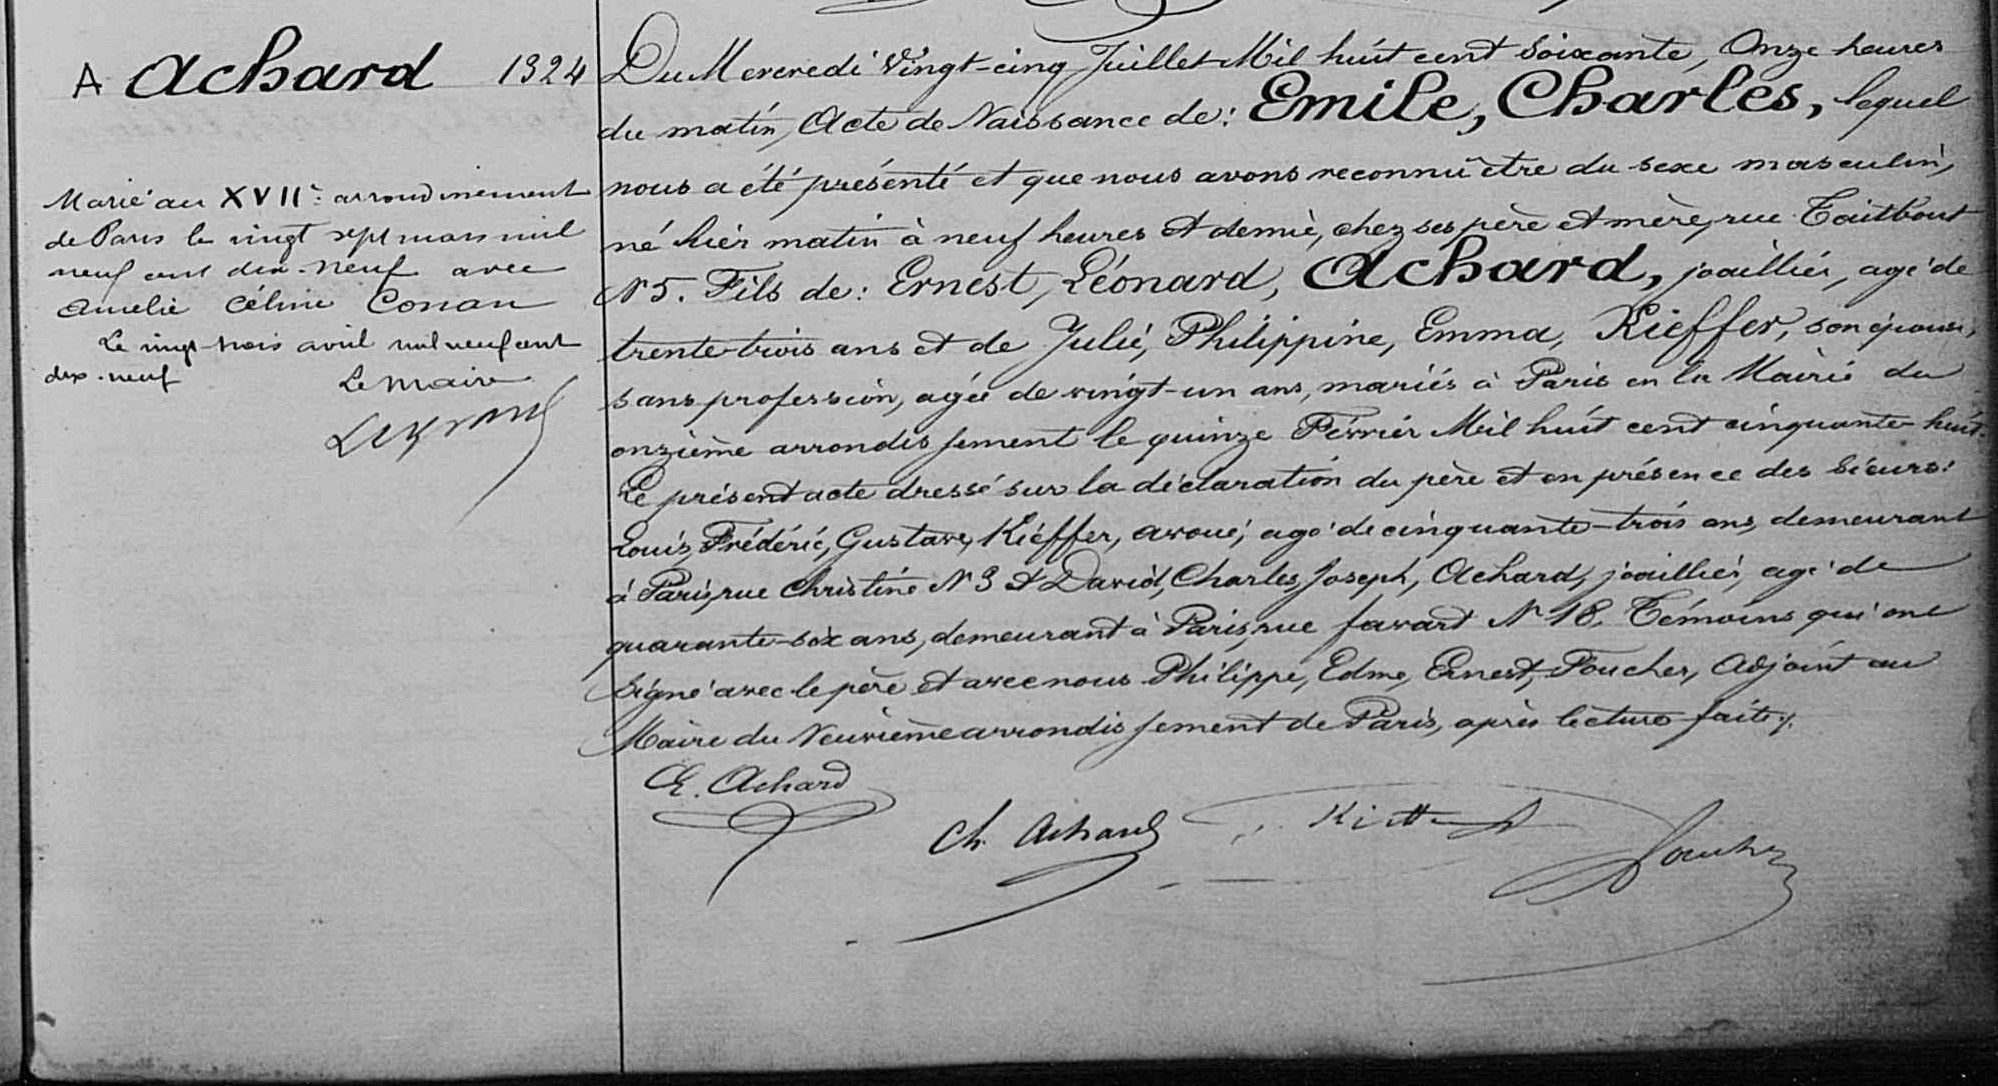 A Achard 1324
Marié au XVII: arrondissement
de Paris le vingt sept mars mil
neuf cent dix-neuf avec
Amélie Céline Conan
Le vingt-trois avril mil neuf cent
dix-neuf Le Maire
Du Mercredi Vingt-cinq Juillet Mil huit cent soixante, Onze heures
du matin, Acte de Naissance de: Emile, Charles, lequel
nous a été présenté et que nous avons reconnu être du sexe masculin,
né hier matin à neuf heures et demie, chez ses père et mère, rue Taitbout
N 5. Fils de: Ernest, Léonard, Achard, joaillier, agé de
trente-trois ans et de Julie, Philippine, Emma, Kieffer, son épouse,
sans profession, agée de vingt-un ans, mariés à Paris en la Mairie du
onzième arrondissement le quinze Février Mil huit cent cinquante-huit.
Le présent acte dressé sur la déclaration du père et en présence des sieurs:
Louis, Frédéric, Gustave, Kieffer, avoué, agé de cinquante-trois ans, demeurant
à Paris, rue Christine N 3 et David, Charles, Joseph, Achard, joaillier, agé de
quarante-six ans, demeurant à Paris, rue favart N 18. Témoins qui ont
signé avec le père et avec nous Philippe, Edme, Ernest, Foucher, Adjoint au
Maire du Neuvième arrondissement de Paris, après lecture faite.
E. Achard
Ch. Achard Kieffer Foucher